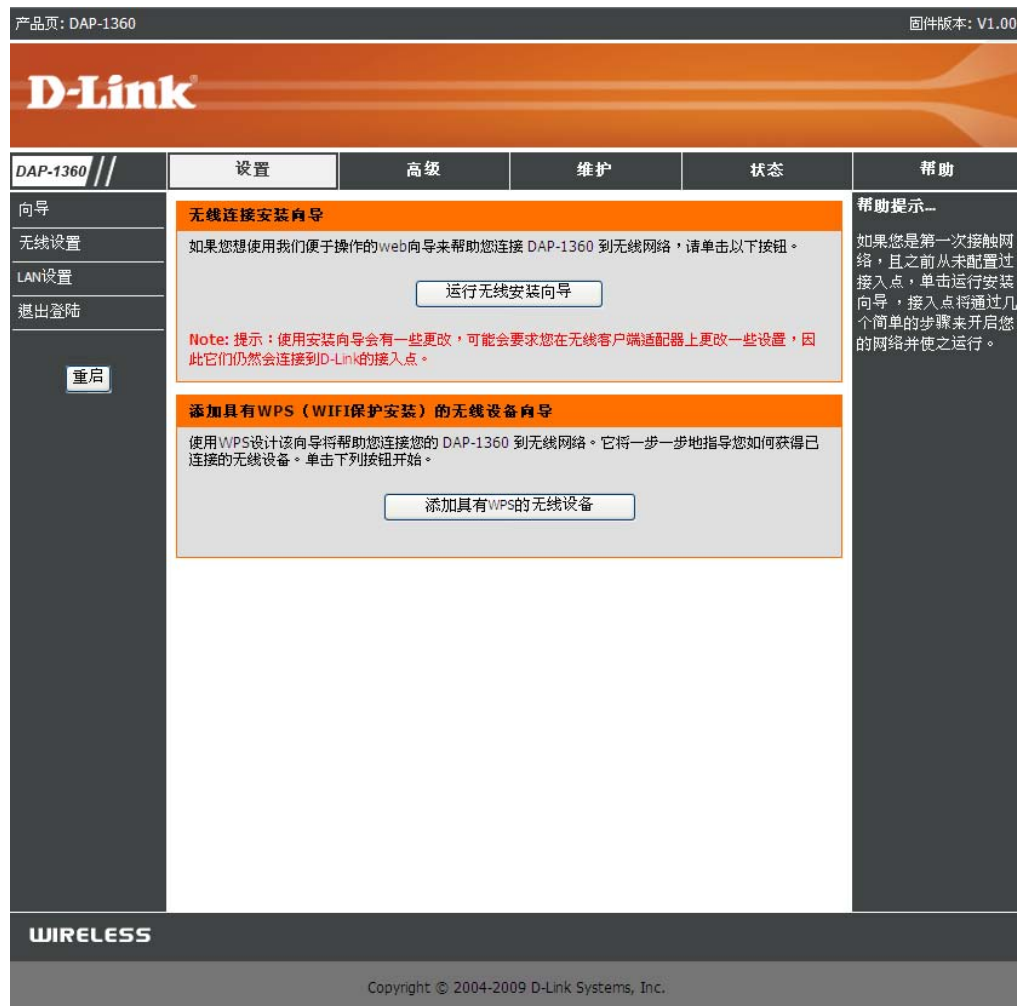 产品页: DAP-1360
固件版本: V1.00
D-Link®
DAP-1360
设置
高级
维护
状态
帮助
向导
无线设置
LAN设置
退出登陆
重启
无线连接安装向导
如果您想使用我们便于操作的web向导来帮助您连接 DAP-1360 到无线网络，请单击以下按钮。
运行无线安装向导
Note: 提示：使用安装向导会有一些更改，可能会要求您在无线客户端适配器上更改一些设置，因
此它们仍然会连接到D-Link的接入点。
添加具有WPS（WIFI保护安装）的无线设备向导
使用WPS设计该向导将帮助您连接您的 DAP-1360 到无线网络。它将一步一步地指导您如何获得已
连接的无线设备。单击下列按钮开始。
添加具有WPS的无线设备
帮助提示...
如果您是第一次接触网
络，且之前从未配置过
接入点，单击运行安装
向导，接入点将通过几
个简单的步骤来开启您
的网络并使之运行。
WIRELESS
Copyright © 2004-2009 D-Link Systems, Inc.